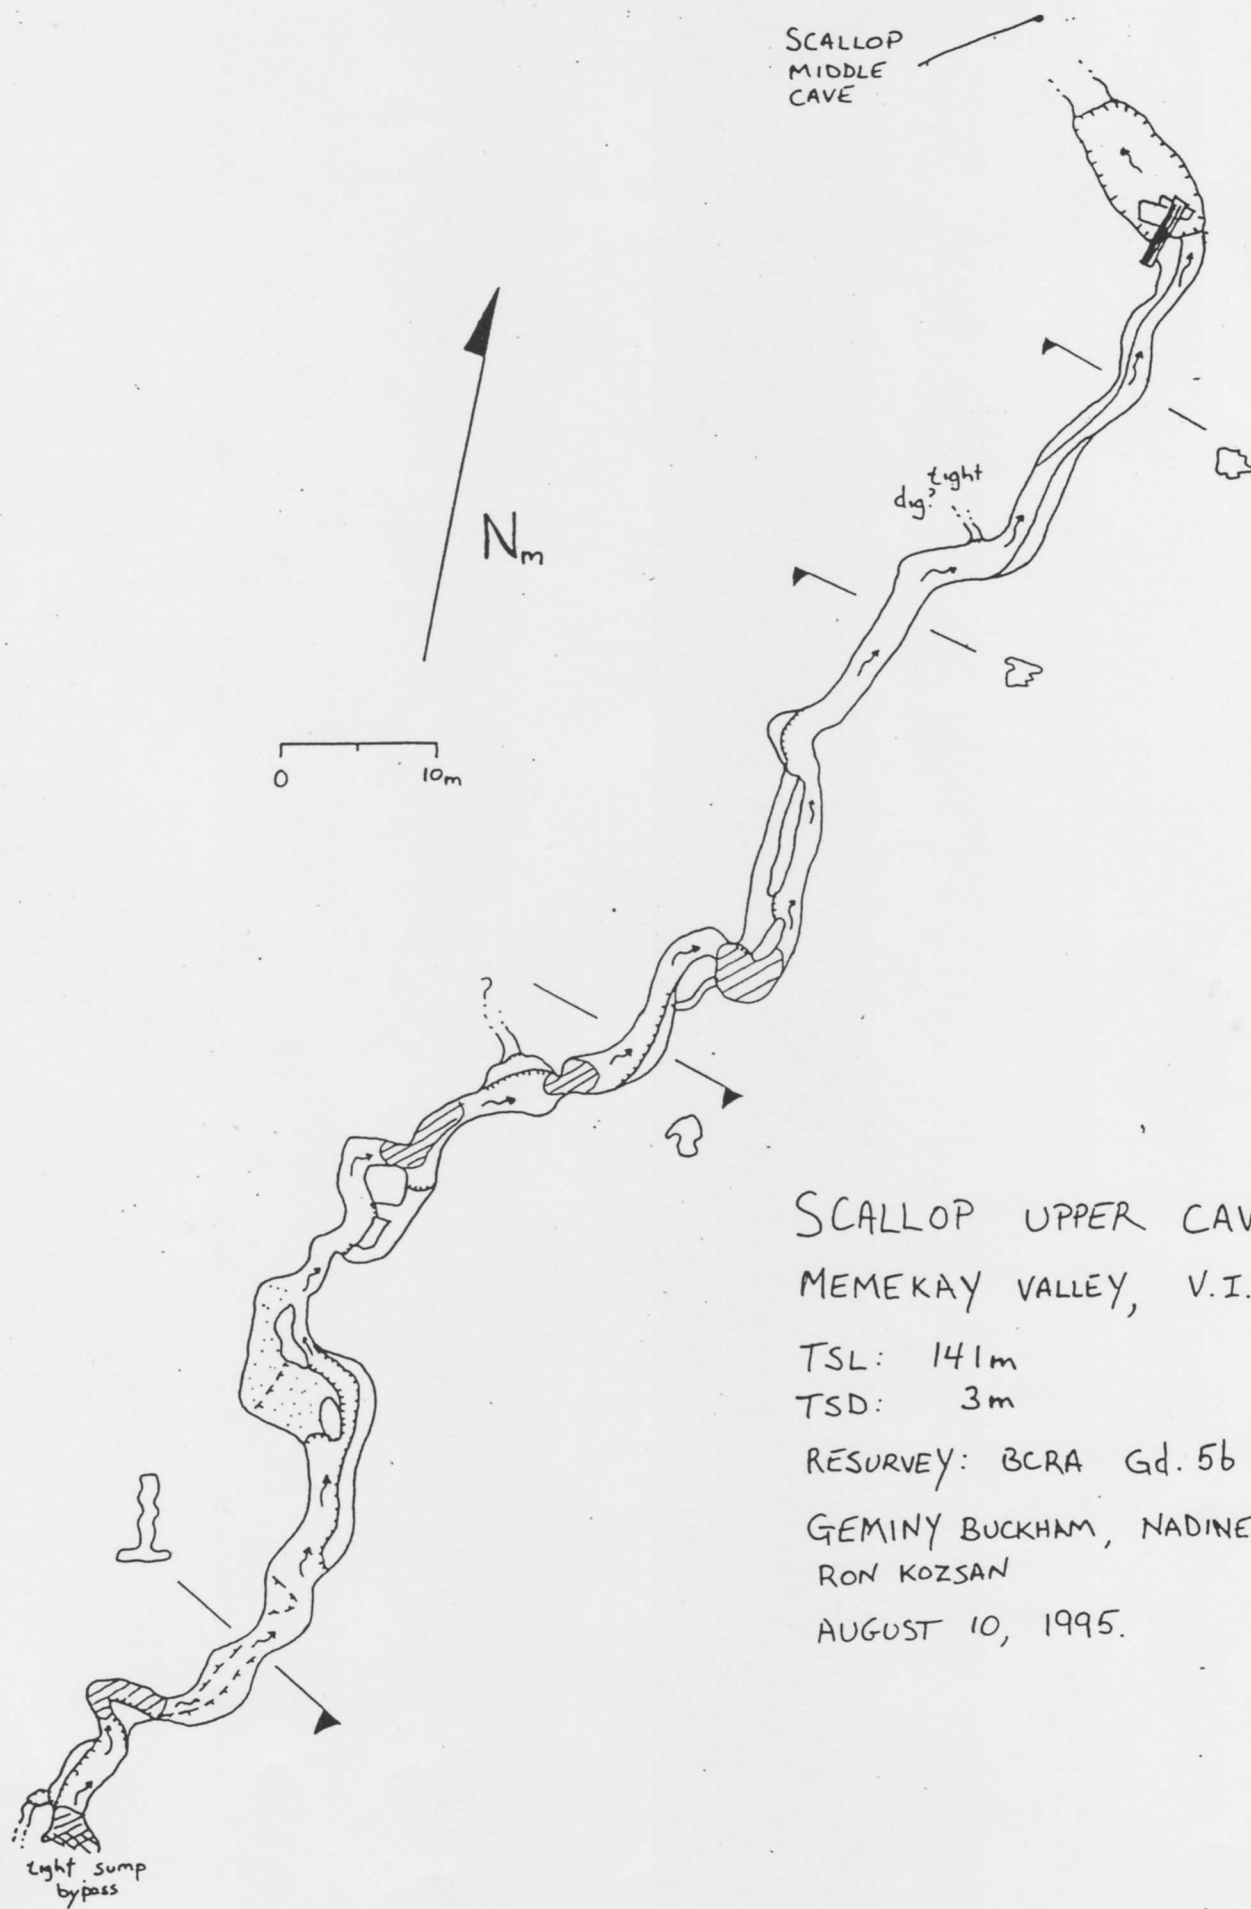 SCALLOP
MIDDLE
CAVE
tight
dig?
Nm
0 10m
?
SCALLOP UPPER CAV
MEMEKAY VALLEY, V.I.
TSL: 141m
TSD: 3m
RESURVEY: BCRA Gd. 5b
GEMINY BUCKHAM, NADINE
RON KOZSAN
AUGUST 10, 1995.
tight sump
bypass